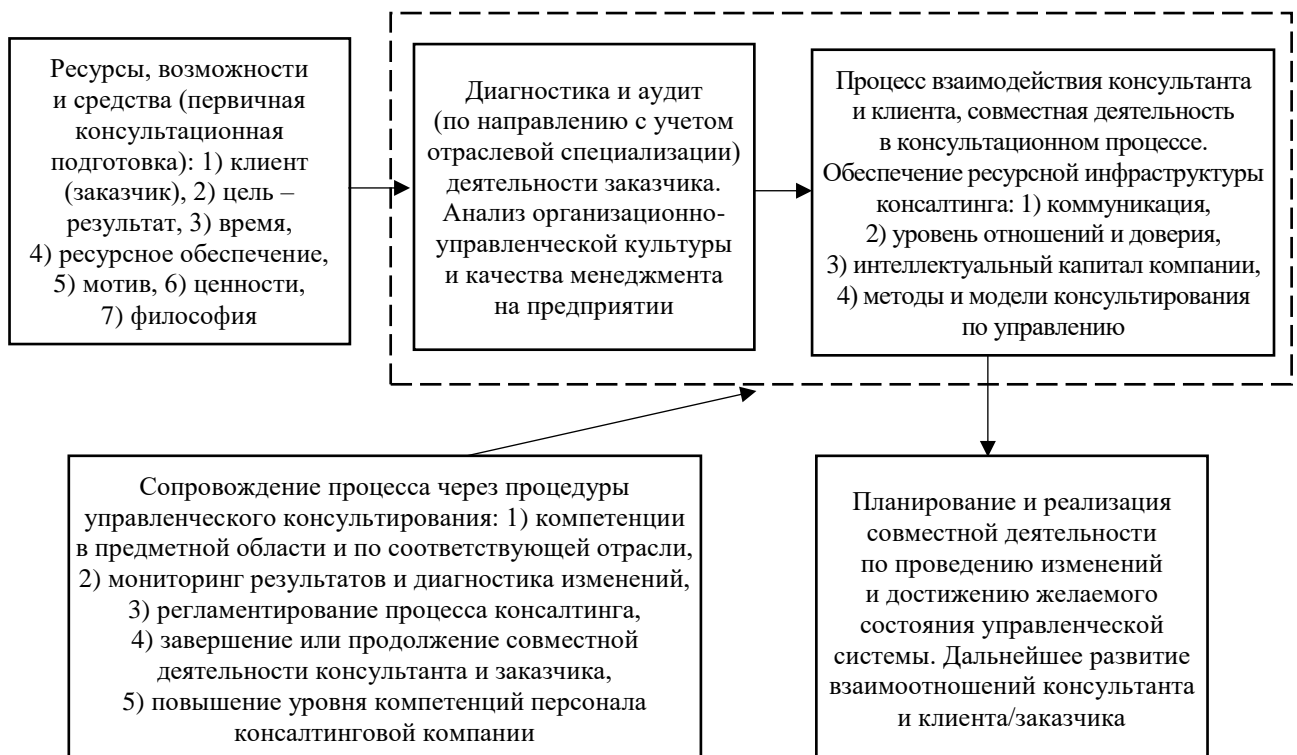 Ресурсы, возможности
и средства (первичная
консультационная
подготовка): 1) клиент
(заказчик), 2) цель –
результат, 3) время,
4) ресурсное обеспечение,
5) мотив, 6) ценности,
7) философия
Диагностика и аудит
(по направлению с учетом
отраслевой специализации)
деятельности заказчика.
Анализ организационно-
управленческой культуры
и качества менеджмента
на предприятии
Процесс взаимодействия консультанта
и клиента, совместная деятельность
в консультационном процессе.
Обеспечение ресурсной инфраструктуры
консалтинга: 1) коммуникация,
2) уровень отношений и доверия,
3) интеллектуальный капитал компании,
4) методы и модели консультирования
по управлению
Сопровождение процесса через процедуры
управленческого консультирования: 1) компетенции
в предметной области и по соответствующей отрасли,
2) мониторинг результатов и диагностика изменений,
3) регламентирование процесса консалтинга,
4) завершение или продолжение совместной
деятельности консультанта и заказчика,
5) повышение уровня компетенций персонала
консалтинговой компании
Планирование и реализация
совместной деятельности
по проведению изменений
и достижению желаемого
состояния управленческой
системы. Дальнейшее развитие
взаимоотношений консультанта
и клиента/заказчика